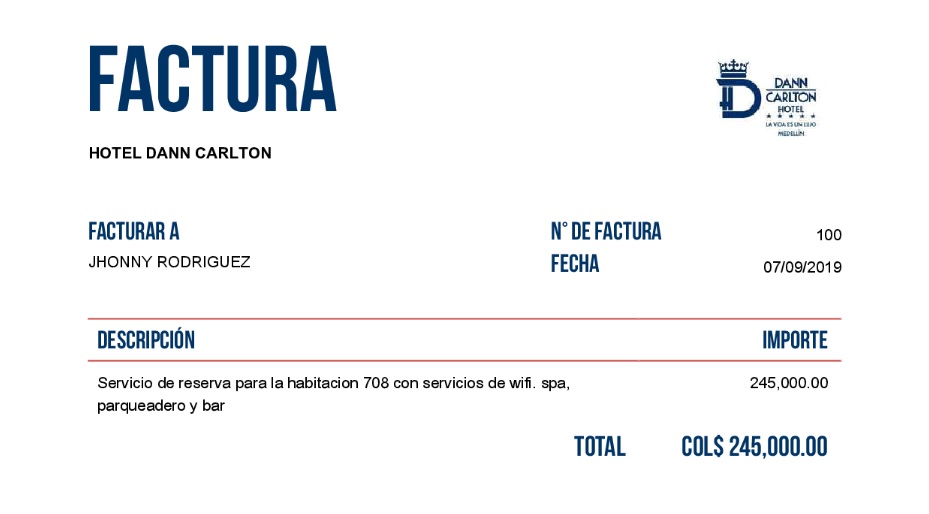 FACTURA
DANN
CARLTON
HOTEL
LA VIDA ES UN LUJO
MEDELLÍN
HOTEL DANN CARLTON
FACTURAR A
JHONNY RODRIGUEZ
N° DE FACTURA 100
FECHA 07/09/2019
DESCRIPCIÓN IMPORTE
Servicio de reserva para la habitacion 708 con servicios de wifi. spa, 245,000.00
parqueadero y bar
TOTAL COL$ 245,000.00